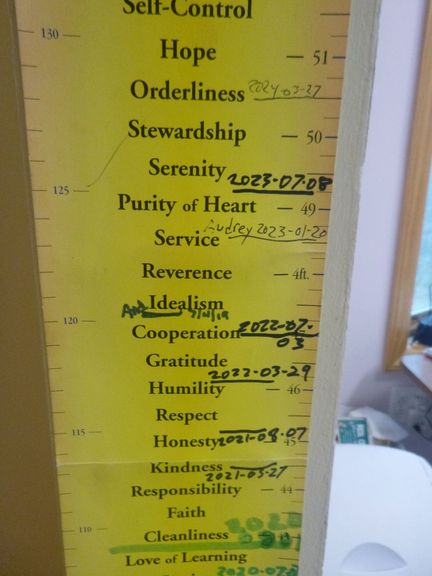 Self-Control
130
Hope
51
Orderliness 2024-03-27
Stewardship
50
Serenity
2023-07-08
125
Purity of Heart
49
Audrey 2023-01-20
Service
Reverence
4ft.
Idealism
120
Cooperation 2022-07-03
Gratitude
2022-03-29
Humility
46
Respect
115
Honesty 2021-08-07
45
Kindness
2021-05-27
Responsibility
44
Faith
2020
110
Cleanliness
Love of Learning